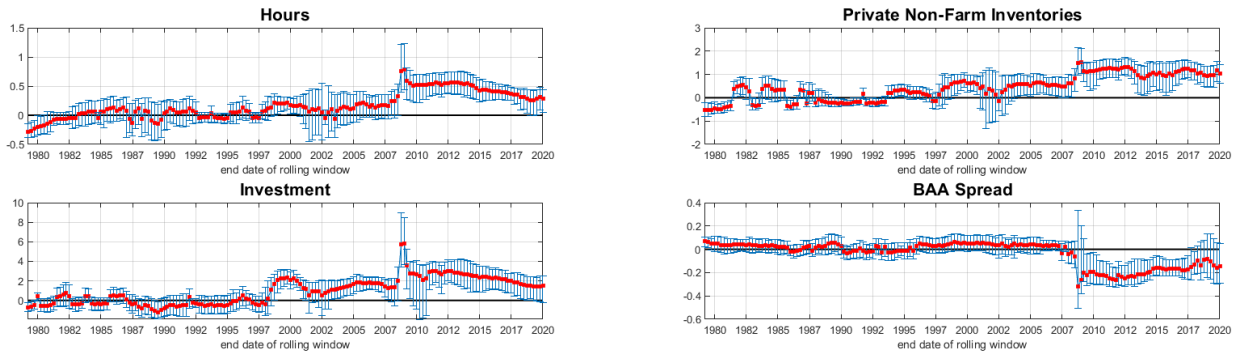 Hours
1.5
1
0.5
0
-0.5
1980 1982 1985 1987 1990 1992 1995 1997 2000 2002 2005 2007 2010 2012 2015 2017 2020
end date of rolling window
Private Non-Farm Inventories
3
2
1
0
-1
-2
1980 1982 1985 1987 1990 1992 1995 1997 2000 2002 2005 2007 2010 2012 2015 2017 2020
end date of rolling window
Investment
10
8
6
4
2
0
1980 1982 1985 1987 1990 1992 1995 1997 2000 2002 2005 2007 2010 2012 2015 2017 2020
end date of rolling window
BAA Spread
0.4
0.2
0
-0.2
-0.4
-0.6
1980 1982 1985 1987 1990 1992 1995 1997 2000 2002 2005 2007 2010 2012 2015 2017 2020
end date of rolling window